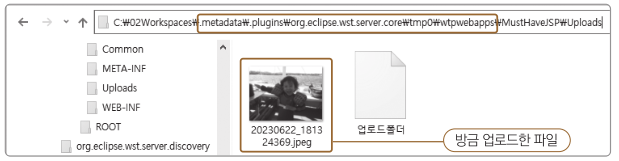 C:₩02Workspaces₩.metadata₩.plugins₩org.eclipse.wst.server.core₩tmp0₩wtpwebapps₩MustHaveJSP₩Uploads
Common
META-INF
Uploads
WEB-INF
ROOT
org.eclipse.wst.server.discovery
20230622_1813
24369.jpeg
업로드폴더
방금 업로드한 파일